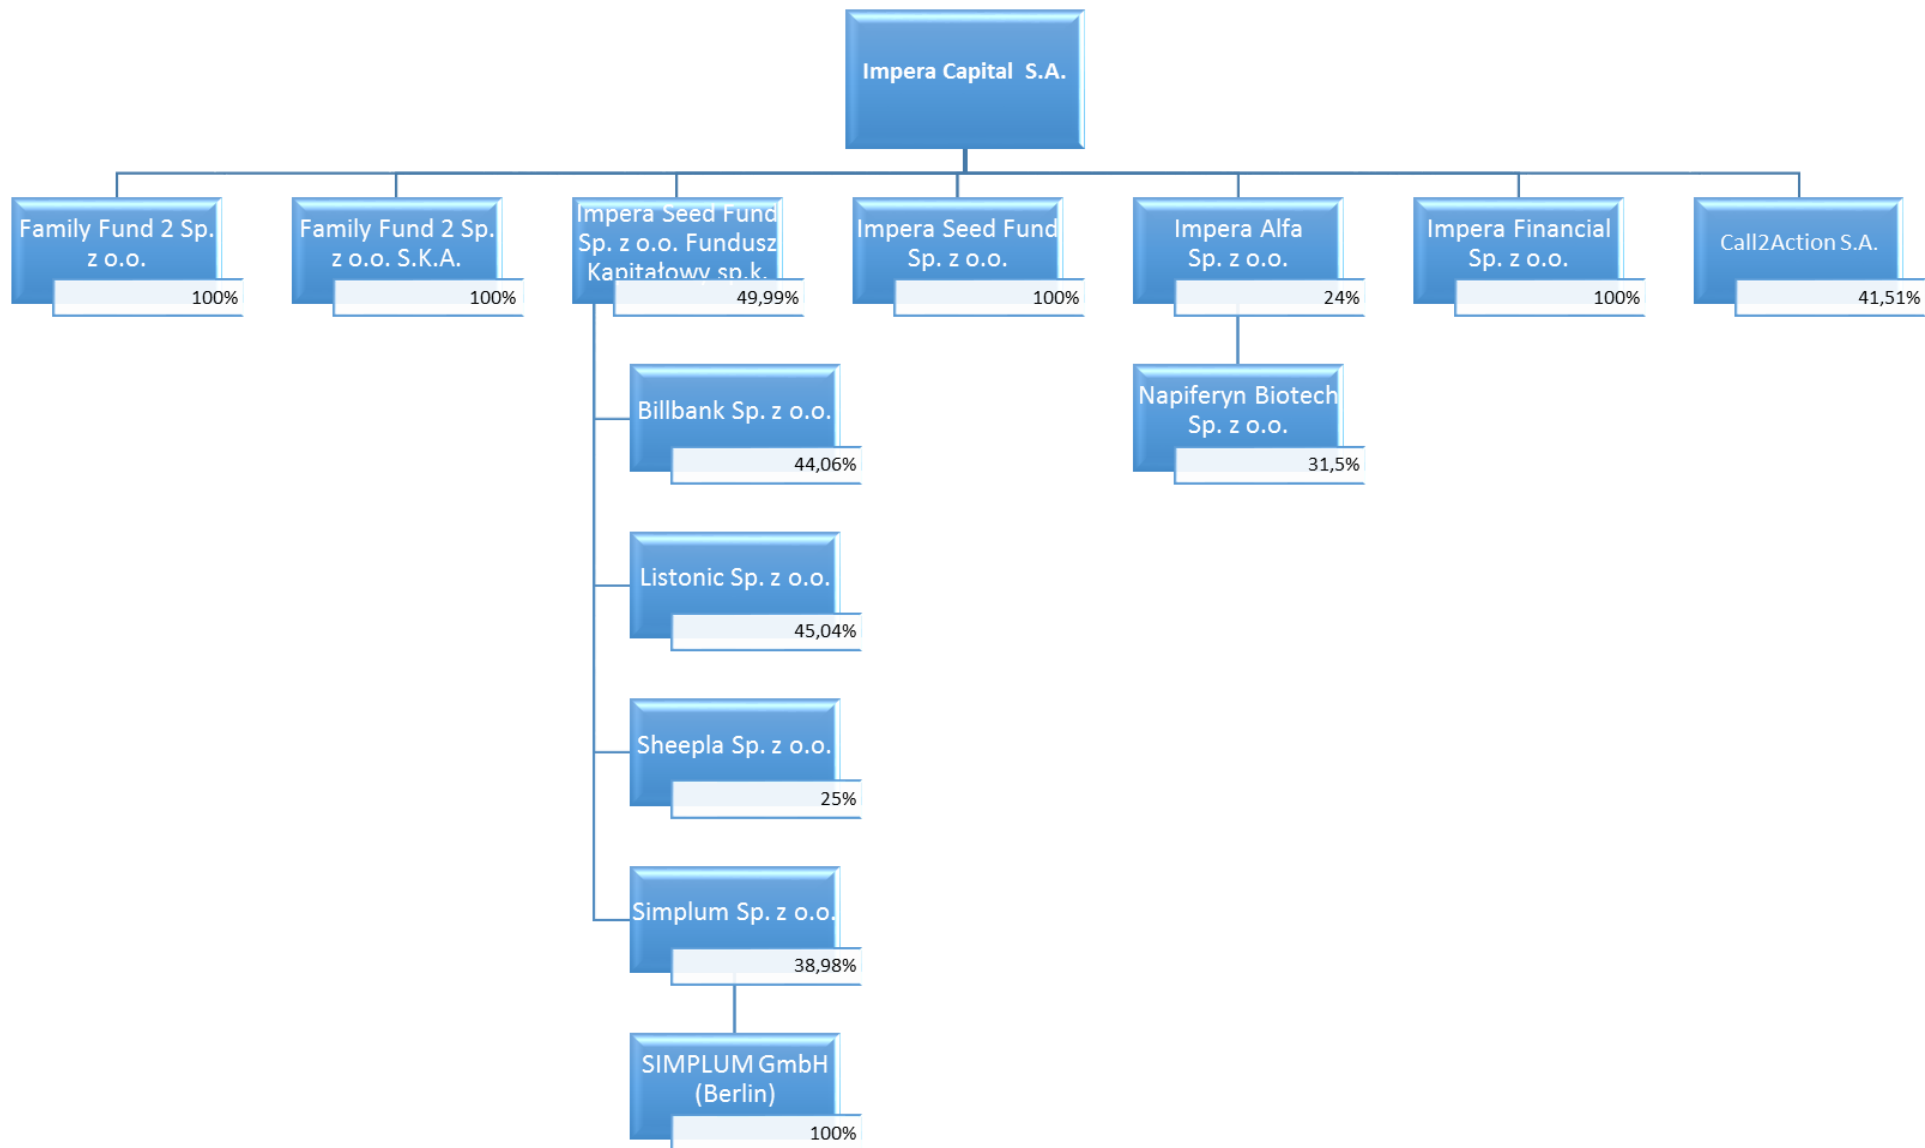 Impera Capital S.A.
Family Fund 2 Sp.
z o.o.
100%
Family Fund 2 Sp.
z o.o. S.K.A.
100%
Impera Seed Fund
Sp. z o.o. Fundusz
Kapitałowy sp.k.
49,99%
Impera Seed Fund
Sp. z o.o.
100%
Impera Alfa
Sp. z o.o.
24%
Impera Financial
Sp. z o.o.
100%
Call2Action S.A.
41,51%
Billbank Sp. z o.o.
44,06%
Napiferyn Biotech
Sp. z o.o.
31,5%
Listonic Sp. z o.o.
45,04%
Sheepla Sp. z o.o.
25%
Simplum Sp. z o.o.
38,98%
SIMPLUM GmbH
(Berlin)
100%